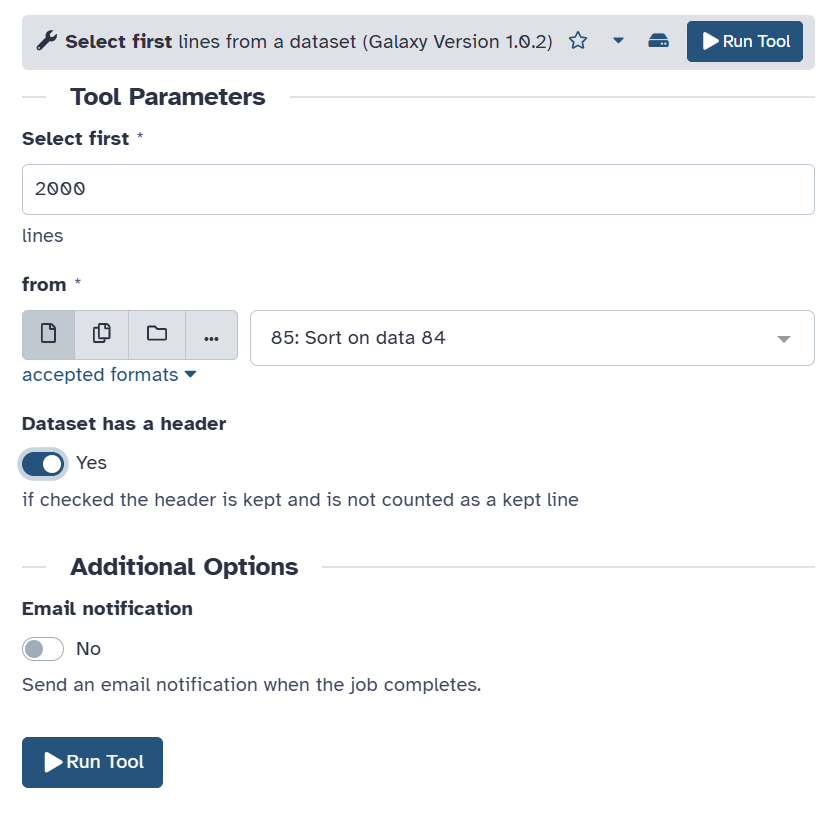 Select first lines from a dataset (Galaxy Version 1.0.2) Run Tool
Tool Parameters
Select first *
2000
lines
from *
... 85: Sort on data 84
accepted formats
Dataset has a header
Yes
if checked the header is kept and is not counted as a kept line
Additional Options
Email notification
No
Send an email notification when the job completes.
Run Tool